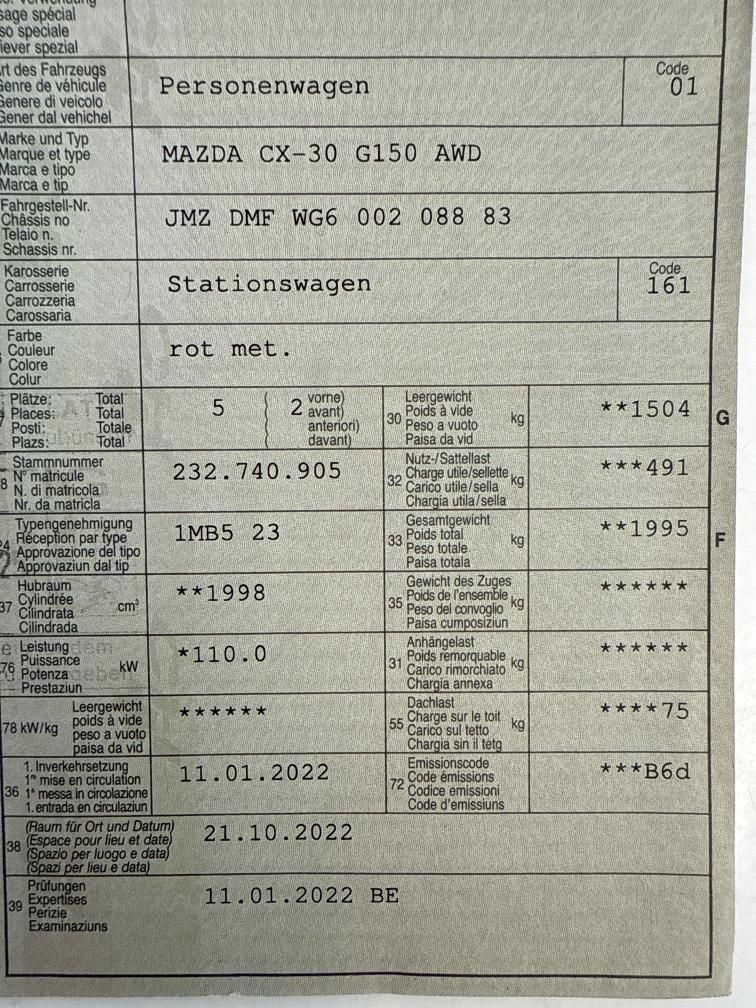 sage spécial
so speciale
iever spezial
rt des Fahrzeugs
Genre de véhicule
Genere di veicolo
Gener dal vehichel
Personenwagen
Code
01
Marke und Typ
Marque et type
Marca e tipo
Marca e tip
MAZDA CX-30 G150 AWD
Fahrgestell-Nr.
Châssis no
Telaio n.
Schassis nr.
JMZ DMF WG6 002 088 83
Karosserie
Carrosserie
Carrozzeria
Carossaria
Stationswagen
Code
161
Farbe
Couleur
Colore
Colur
rot met.
Plätze: Total
Places: Total
Posti: Totale
Plazs: Total
5
2
vorne)
avant)
anteriori)
davant)
30
Leergewicht
Poids à vide
Peso a vuoto
Paisa da vid
kg
**1504
G
8
Stammnummer
N° matricule
N. di matricola
Nr. da matricla
232.740.905
32
Nutz-/Sattellast
Charge utile/sellette
Carico utile/sella
Chargia utila/sella
kg
***491
Typengenehmigung
Réception par type
Approvazione del tipo
Approvaziun dal tip
1MB5 23
33
Gesamtgewicht
Poids total
Peso totale
Paisa totala
kg
**1995
F
37
Hubraum
Cylindrée
Cilindrata
Cilindrada
cm³
**1998
35
Gewicht des Zuges
Poids de l'ensemble
Peso del convoglio
Paisa cumposiziun
kg
******
76
Leistung
Puissance
Potenza
Prestaziun
kW
*110.0
31
Anhängelast
Poids remorquable
Carico rimorchiato
Chargia annexa
kg
******
78 kW/kg
Leergewicht
poids à vide
peso a vuoto
paisa da vid
******
55
Dachlast
Charge sur le toit
Carico sul tetto
Chargia sin il tetg
kg
****75
36
1. Inverkehrsetzung
1re mise en circulation
1a messa in circolazione
1. entrada en circulaziun
11.01.2022
72
Emissionscode
Code émissions
Codice emissioni
Code d'emissiuns
***B6d
38
(Raum für Ort und Datum)
(Espace pour lieu et date)
(Spazio per luogo e data)
(Spazi per lieu e data)
21.10.2022
39
Prüfungen
Expertises
Perizie
Examinaziuns
11.01.2022 BE